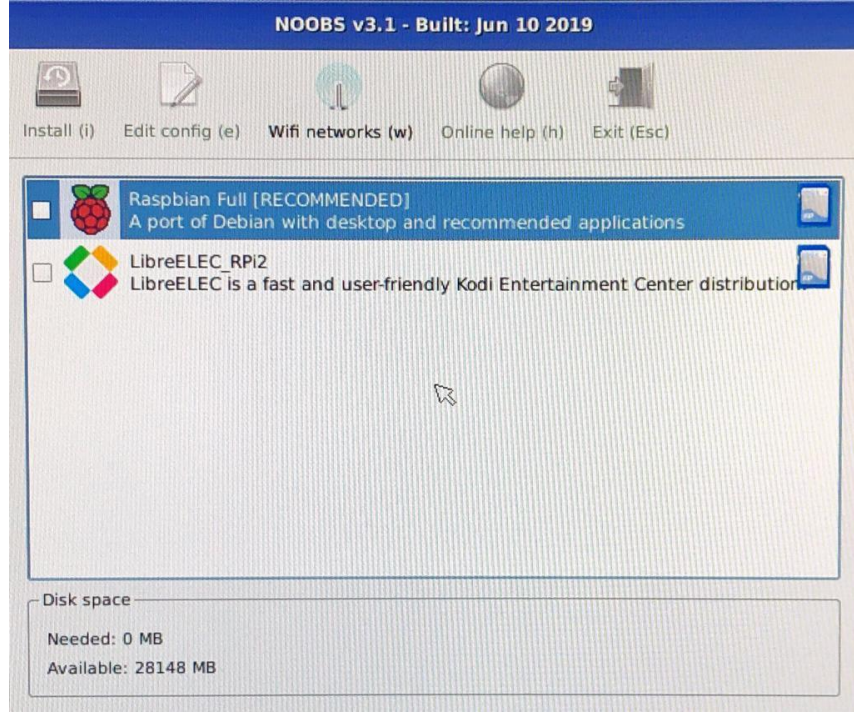 NOOBS v3.1 - Built: Jun 10 2019
Install (i) Edit config (e) Wifi networks (w) Online help (h) Exit (Esc)
Raspbian Full [RECOMMENDED]
A port of Debian with desktop and recommended applications
LibreELEC_RPi2
LibreELEC is a fast and user-friendly Kodi Entertainment Center distribution
Disk space
Needed: 0 MB
Available: 28148 MB